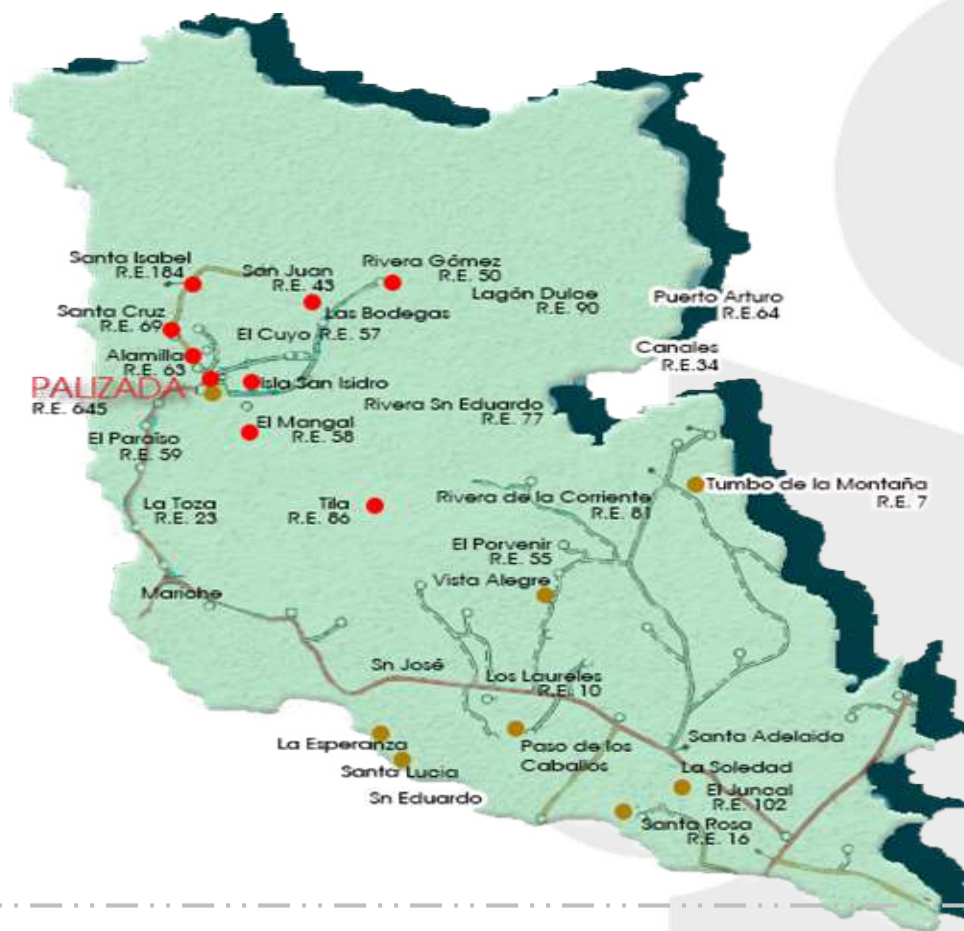 Santa Isabel
R.E.184
San Juan
R.E. 43
Rivera Gómez
R.E. 50
Lagón Dulce
R.E. 90
Puerto Arturo
R.E.64
Santa Cruz
R.E. 69
Las Bodegas
El Cuyo R.E. 57
Canales
R.E.34
Alamilla
R.E. 63
PALIZADA
R.E. 645
Isla San Isidro
Rivera Sn Eduardo
R.E. 77
El Mangal
R.E. 58
El Paraíso
R.E. 59
La Toza
R.E. 23
Tila
R.E. 86
Rivera de la Corriente
R.E. 81
Tumbo de la Montaña
R.E. 7
El Porvenir
R.E. 55
Vista Alegre
Mariche
Sn José
Los Laureles
R.E. 10
La Esperanza
Santa Lucia
Sn Eduardo
Paso de los
Caballos
Santa Adelaida
La Soledad
El Juncal
R.E. 102
Santa Rosa
R.E. 16